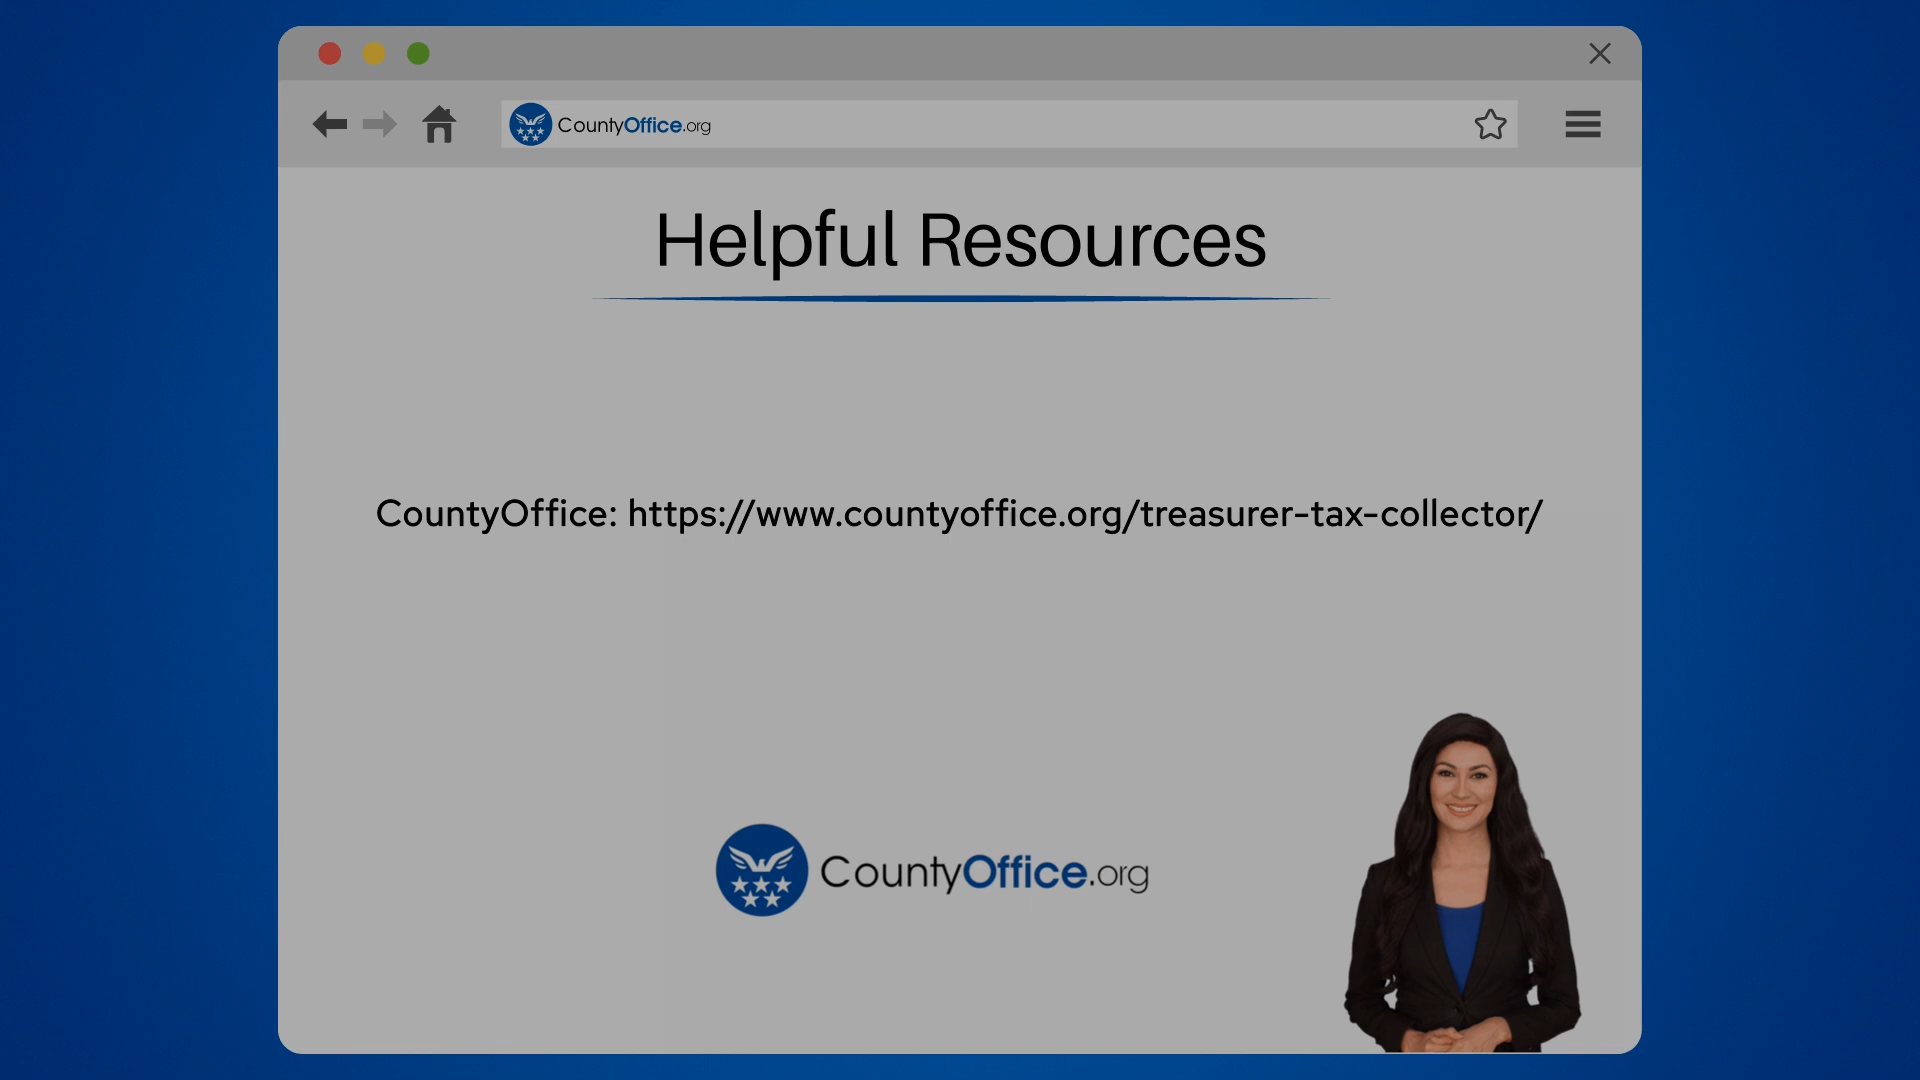 CountyOffice.org
Helpful Resources
CountyOffice: https://www.countyoffice.org/treasurer-tax-collector/
CountyOffice.org